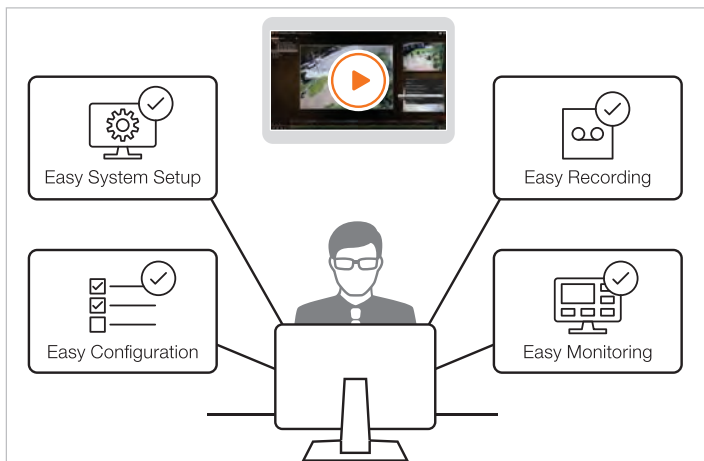 Easy System Setup
Easy Recording
Easy Configuration
Easy Monitoring